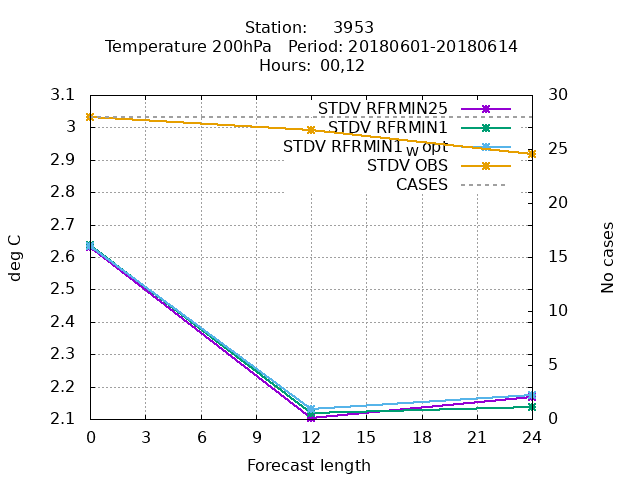 Station: 3953
Temperature 200hPa Period: 20180601-20180614
Hours: 00,12
3.1
3
2.9
2.8
2.7
2.6
2.5
2.4
2.3
2.2
2.1
deg C
30
25
20
15
10
5
0
No cases
STDV RFRMIN25
STDV RFRMIN1
STDV RFRMIN1wopt
STDV OBS
CASES
0 3 6 9 12 15 18 21 24
Forecast length